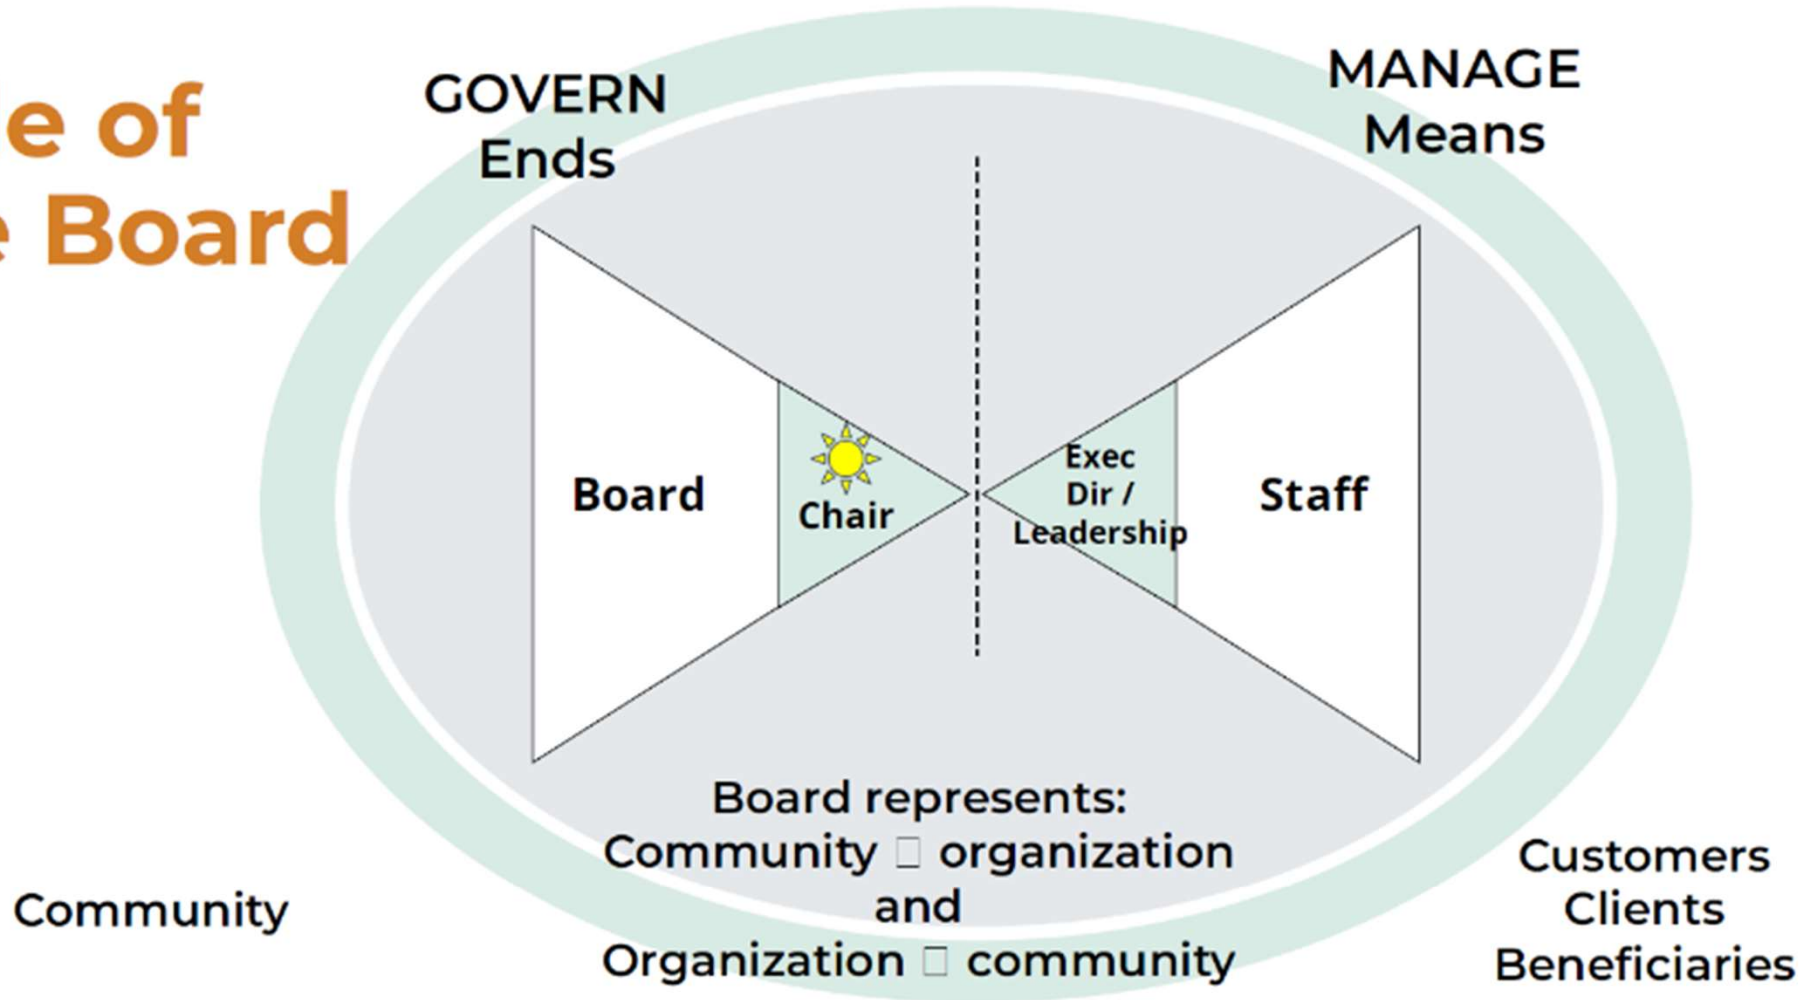 le of
e Board
GOVERN
Ends
MANAGE
Means
Board
Chair
Exec
Dir /
Leadership
Staff
Board represents:
Community □ organization
and
Organization □ community
Community
Customers
Clients
Beneficiaries